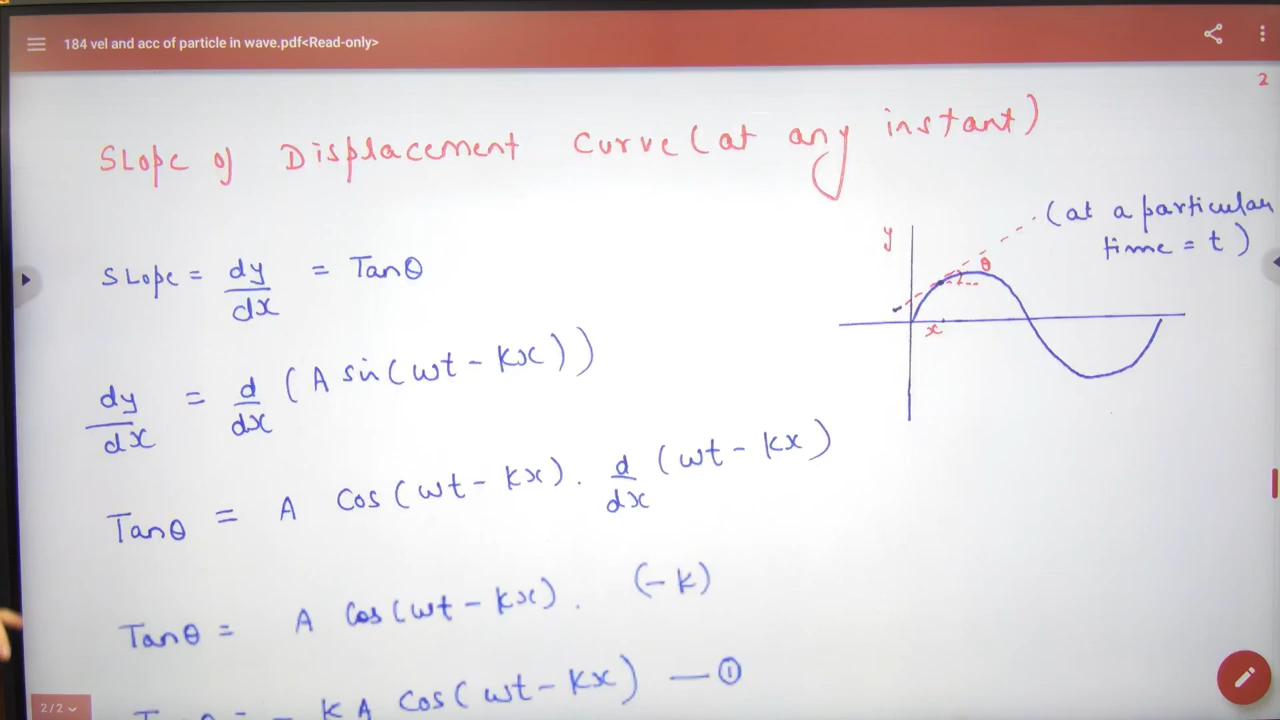 184 vel and acc of particle in wave.pdf<Read-only>
2
Slope of Displacement Curve (at any instant)
(at a particular
time = t)
y
θ
x
Slope = dy/dx = Tanθ
dy/dx = d/dx (A sin(ωt - kx))
Tanθ = A Cos(ωt - kx) . d/dx (ωt - kx)
Tanθ = A Cos(ωt - kx) . (-k)
Tanθ = - kA Cos(ωt - kx) — ①
2/2